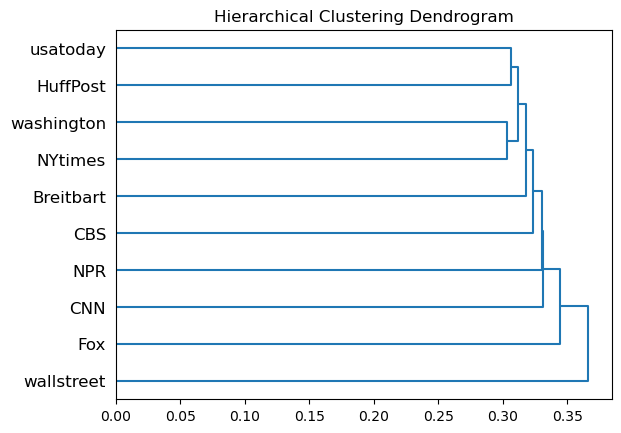 Hierarchical Clustering Dendrogram
usatoday
HuffPost
washington
NYtimes
Breitbart
CBS
NPR
CNN
Fox
wallstreet
0.00 0.05 0.10 0.15 0.20 0.25 0.30 0.35